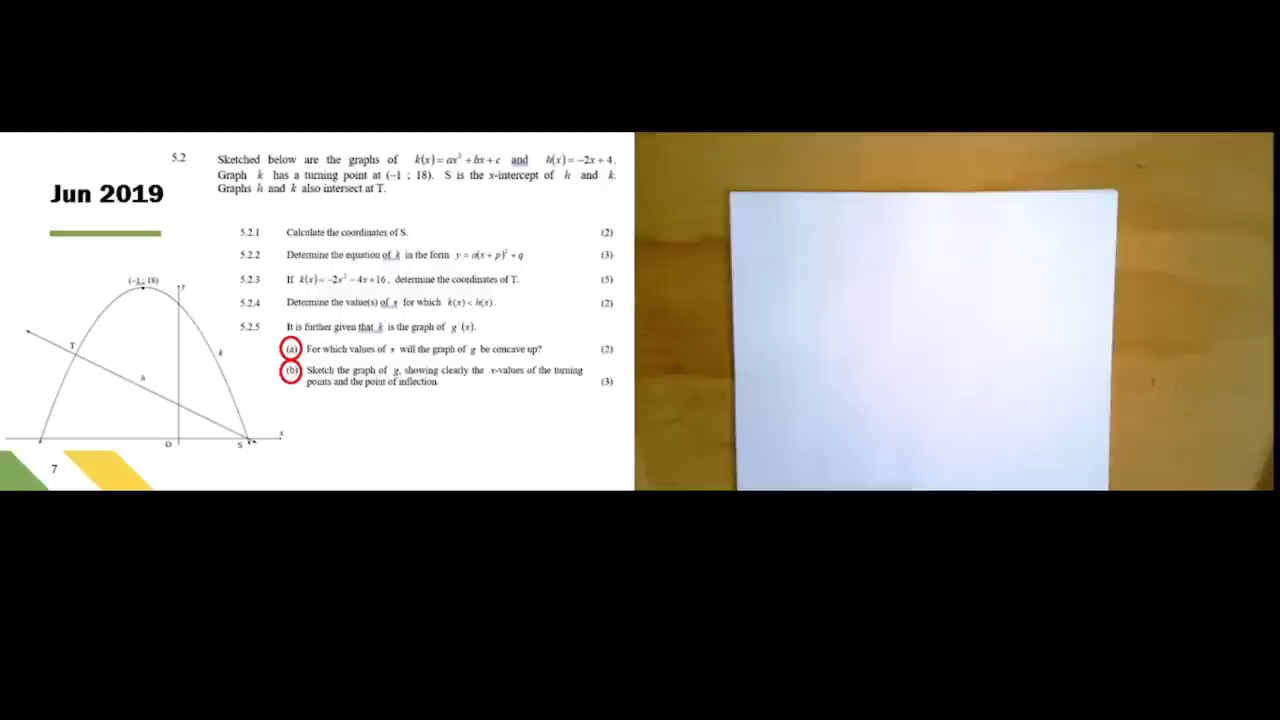 Jun 2019
5.2 Sketched below are the graphs of k(x) = ax² + bx + c and h(x) = −2x + 4.
Graph k has a turning point at (−1 ; 18). S is the x-intercept of h and k.
Graphs h and k also intersect at T.
5.2.1 Calculate the coordinates of S. (2)
5.2.2 Determine the equation of k in the form y = a(x + p)² + q (3)
5.2.3 If k(x) = −2x² − 4x + 16, determine the coordinates of T. (5)
5.2.4 Determine the value(s) of x for which k(x) < h(x). (2)
5.2.5 It is further given that k is the graph of g′(x).
(a) For which values of x will the graph of g be concave up? (2)
(b) Sketch the graph of g, showing clearly the x-values of the turning
points and the point of inflection. (3)
(−1; 18)
y
T
k
h
x
O
S
7